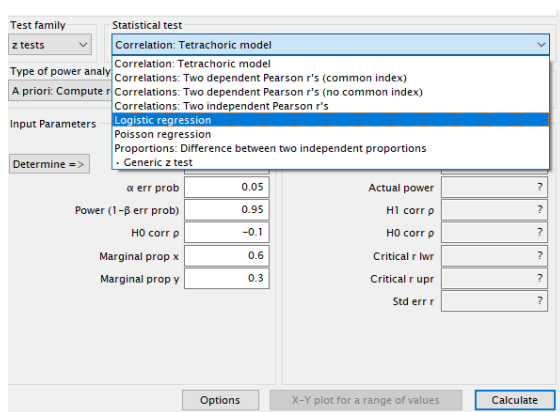 Test family
Statistical test
z tests
Correlation: Tetrachoric model
Correlation: Tetrachoric model
Correlations: Two dependent Pearson r's (common index)
Correlations: Two dependent Pearson r's (no common index)
Correlations: Two independent Pearson r's
Logistic regression
Poisson regression
Proportions: Difference between two independent proportions
· Generic z test
Type of power analy
A priori: Compute r
Input Parameters
Determine =>
α err prob 0.05
Power (1-β err prob) 0.95
H0 corr ρ -0.1
Marginal prop x 0.6
Marginal prop y 0.3
Actual power ?
H1 corr ρ ?
H0 corr ρ ?
Critical r lwr ?
Critical r upr ?
Std err r ?
Options
X-Y plot for a range of values
Calculate